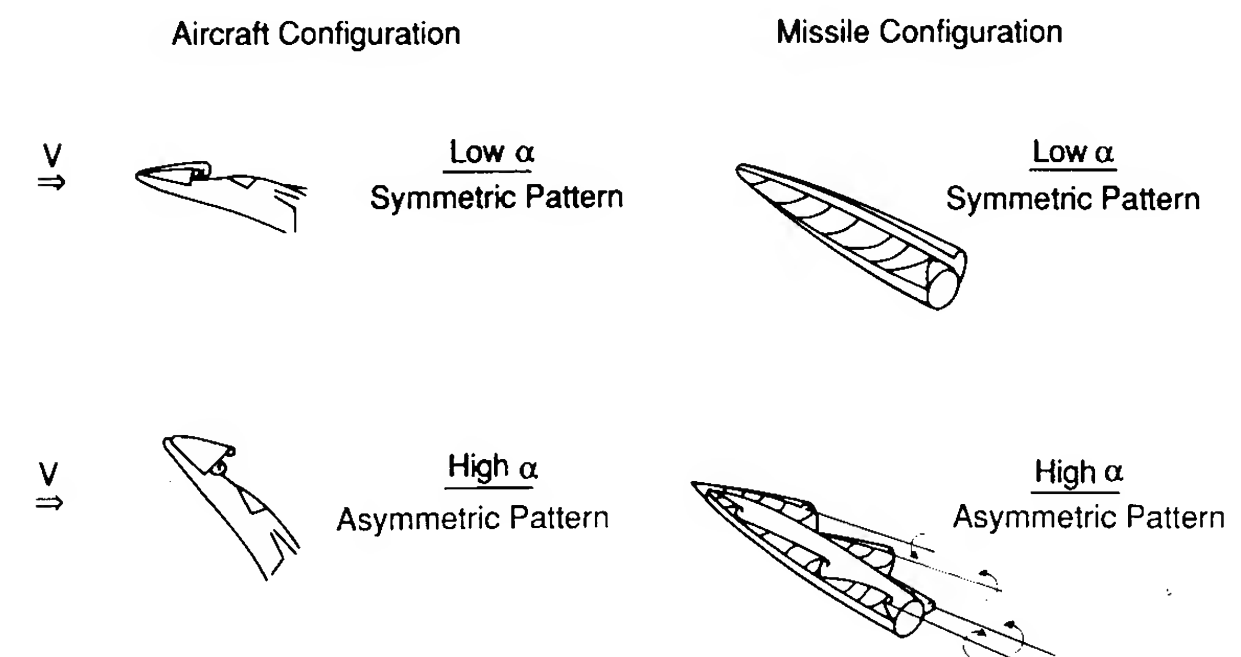 Aircraft Configuration
Missile Configuration
V
⇒
Low α
Symmetric Pattern
Low α
Symmetric Pattern
V
⇒
High α
Asymmetric Pattern
High α
Asymmetric Pattern